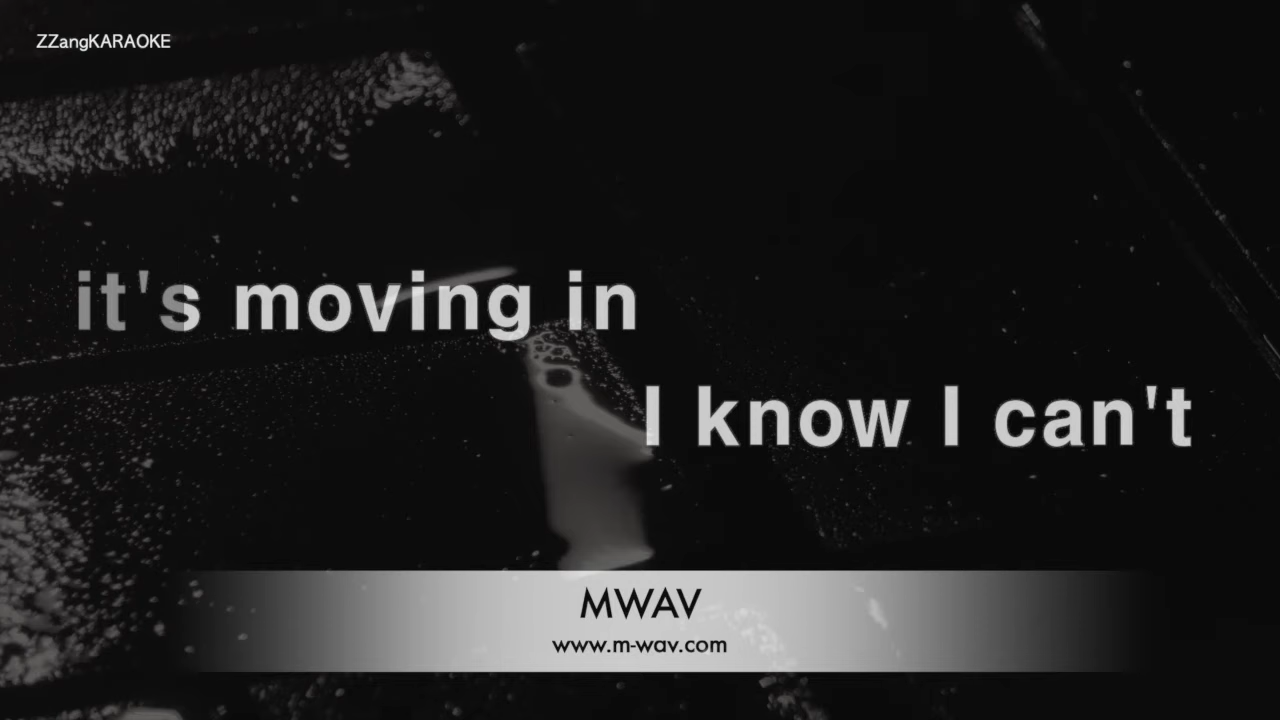 ZZangKARAOKE
it's moving in
I know I can't
MWAV
www.m-wav.com